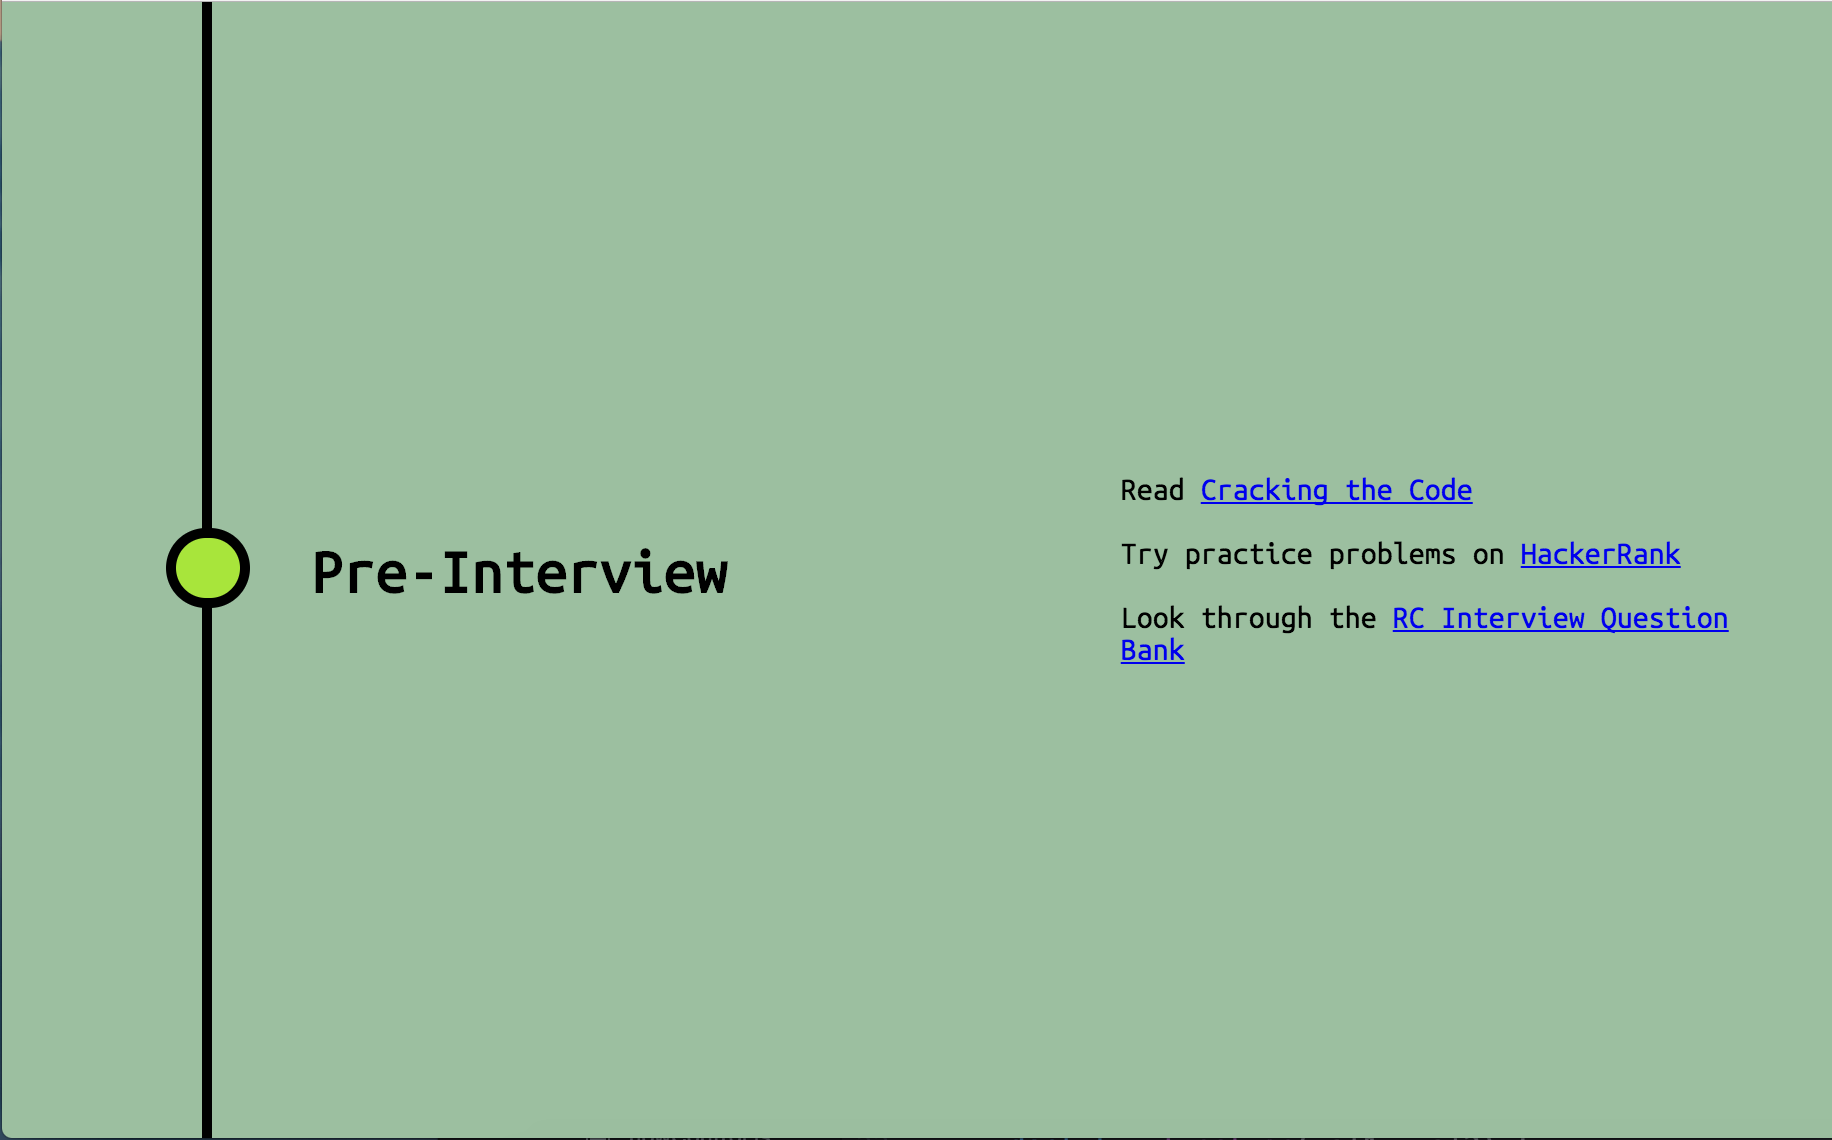 Pre-Interview
Read Cracking the Code
Try practice problems on HackerRank
Look through the RC Interview Question
Bank